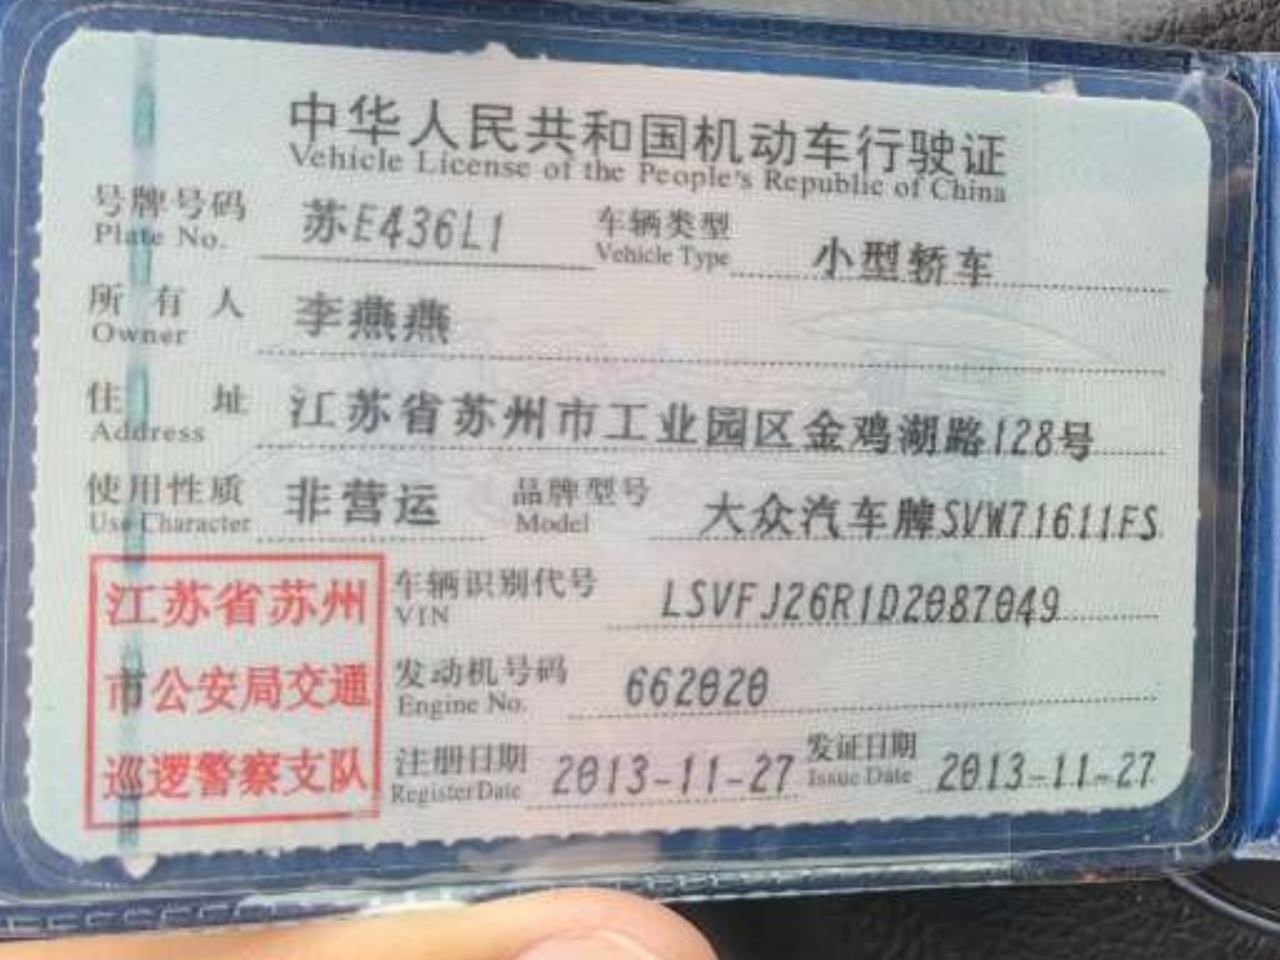 中华人民共和国机动车行驶证
Vehicle License of the People's Republic of China
号牌号码 苏E436L1 车辆类型 小型轿车
Plate No. Vehicle Type
所有人 李燕燕
Owner
住址 江苏省苏州市工业园区金鸡湖路128号
Address
使用性质 非营运 品牌型号 大众汽车牌SVW71611FS
Use Character Model
江苏省苏州 车辆识别代号 LSVFJ26R1D2087049
VIN
市公安局交通 发动机号码 662020
Engine No.
巡逻警察支队 注册日期 2013-11-27 发证日期 2013-11-27
Register Date Issue Date